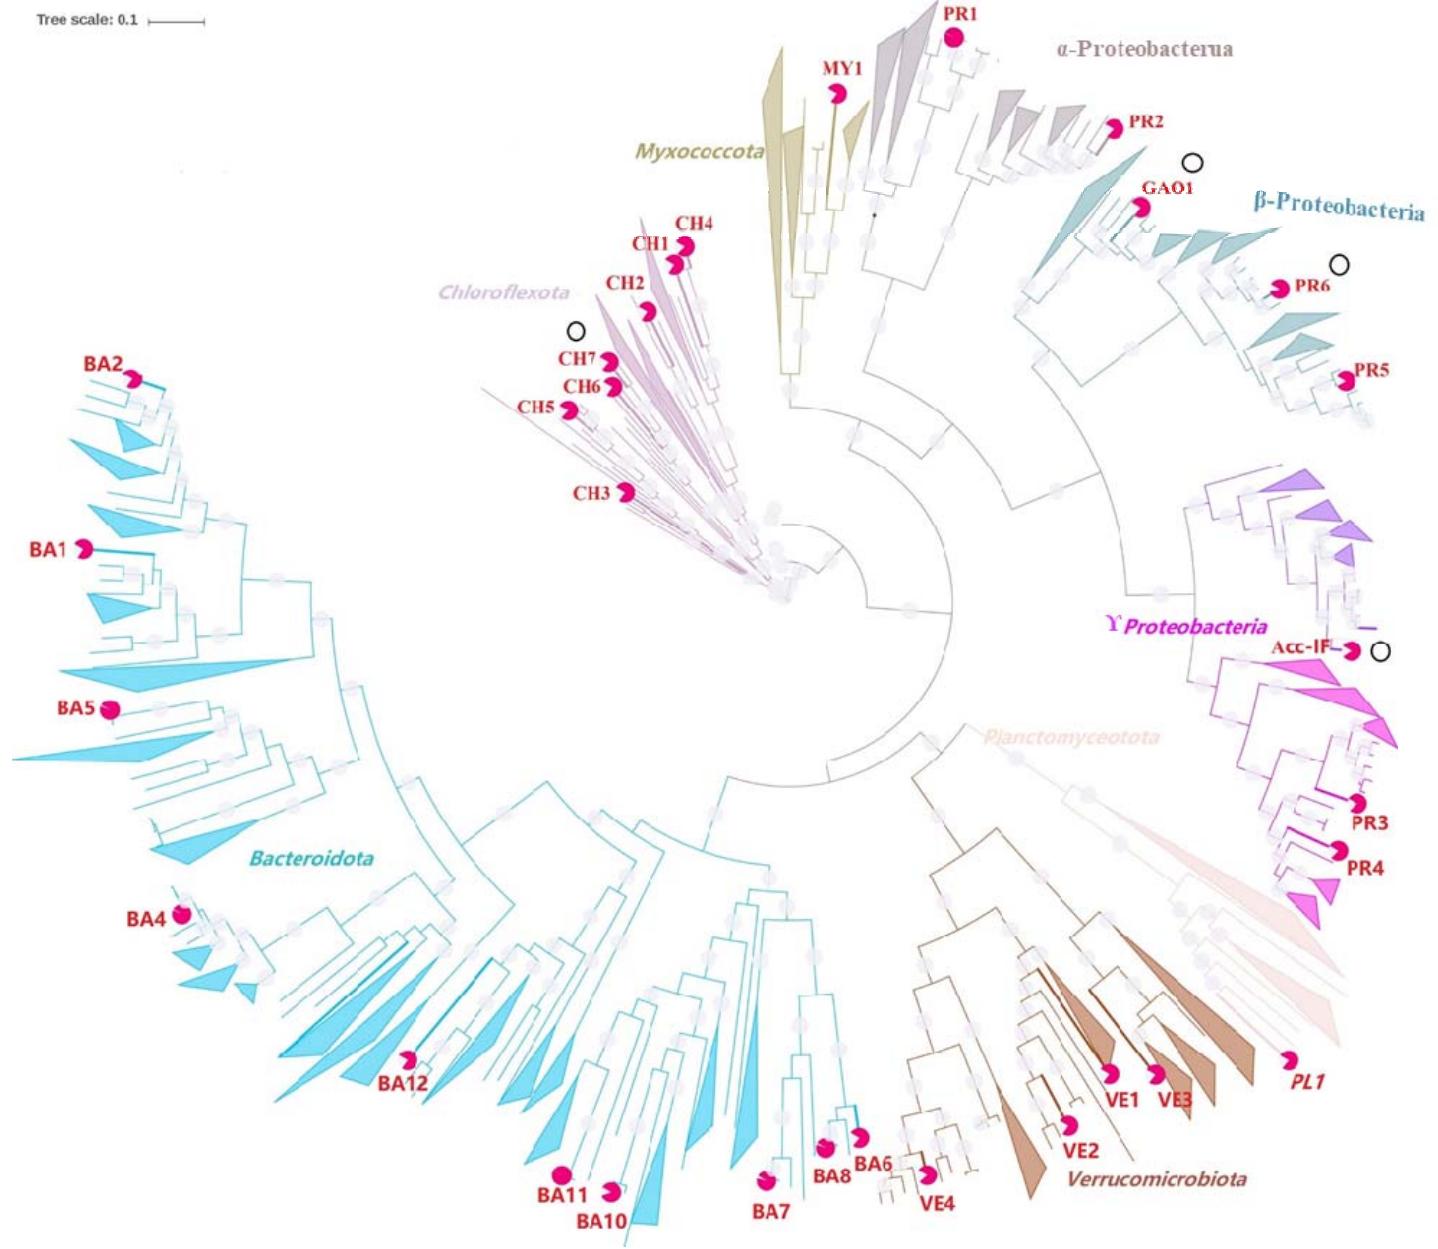 Tree scale: 0.1
PR1
α-Proteobacterua
MY1
PR2
Myxococcota
GAO1
β-Proteobacteria
CH4
CH1
CH2
Chloroflexota
PR6
CH7
CH6
CH5
BA2
PR5
CH3
BA1
ϒProteobacteria
Acc-IF
BA5
Planctomyceotota
PR3
Bacteroidota
PR4
BA4
BA12
PL1
VE1
VE3
VE2
BA8
BA6
Verrucomicrobiota
BA11
VE4
BA10
BA7